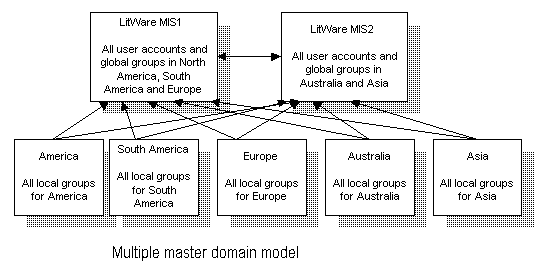 LitWare MIS1
All user accounts and
global groups in North
America, South
America and Europe
LitWare MIS2
All user accounts and
global groups in
Australia and Asia
America
All local groups
for America
South America
All local groups
for South
America
Europe
All local groups
for Europe
Australia
All local groups
for Australia
Asia
All local groups
for Asia
Multiple master domain model